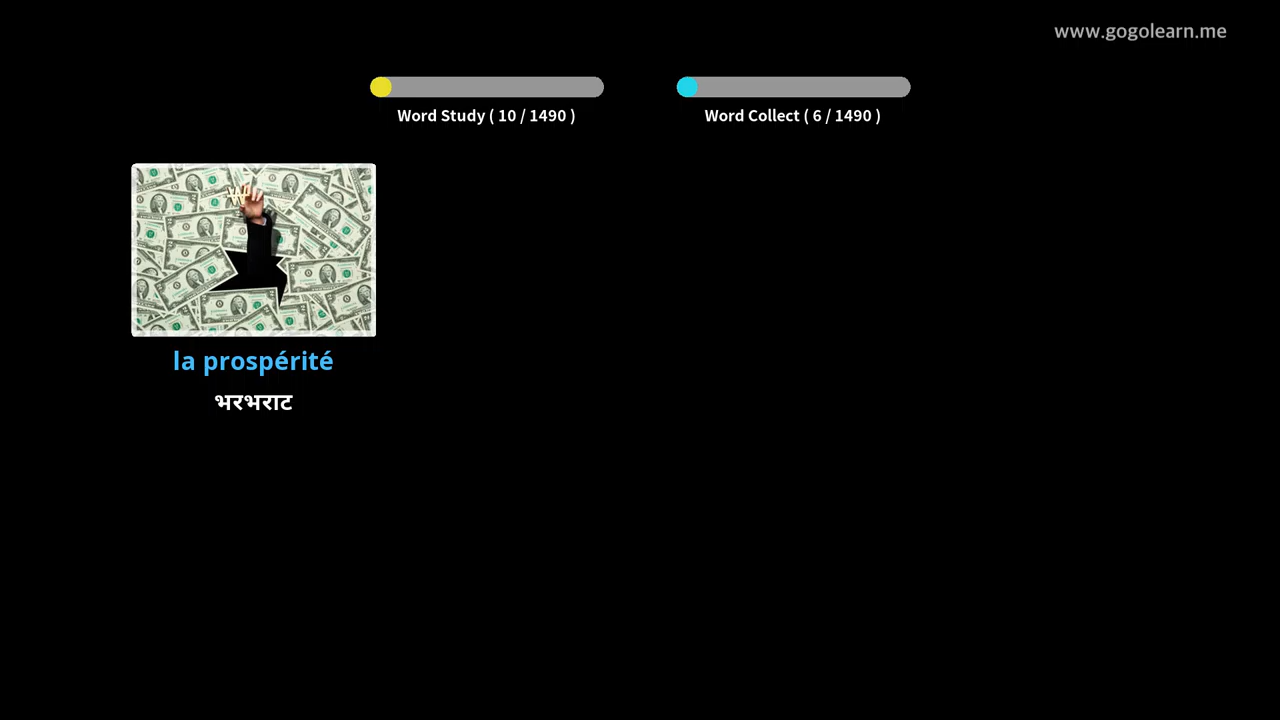 www.gogolearn.me
Word Study ( 10 / 1490 )
Word Collect ( 6 / 1490 )
la prospérité
भरभराट